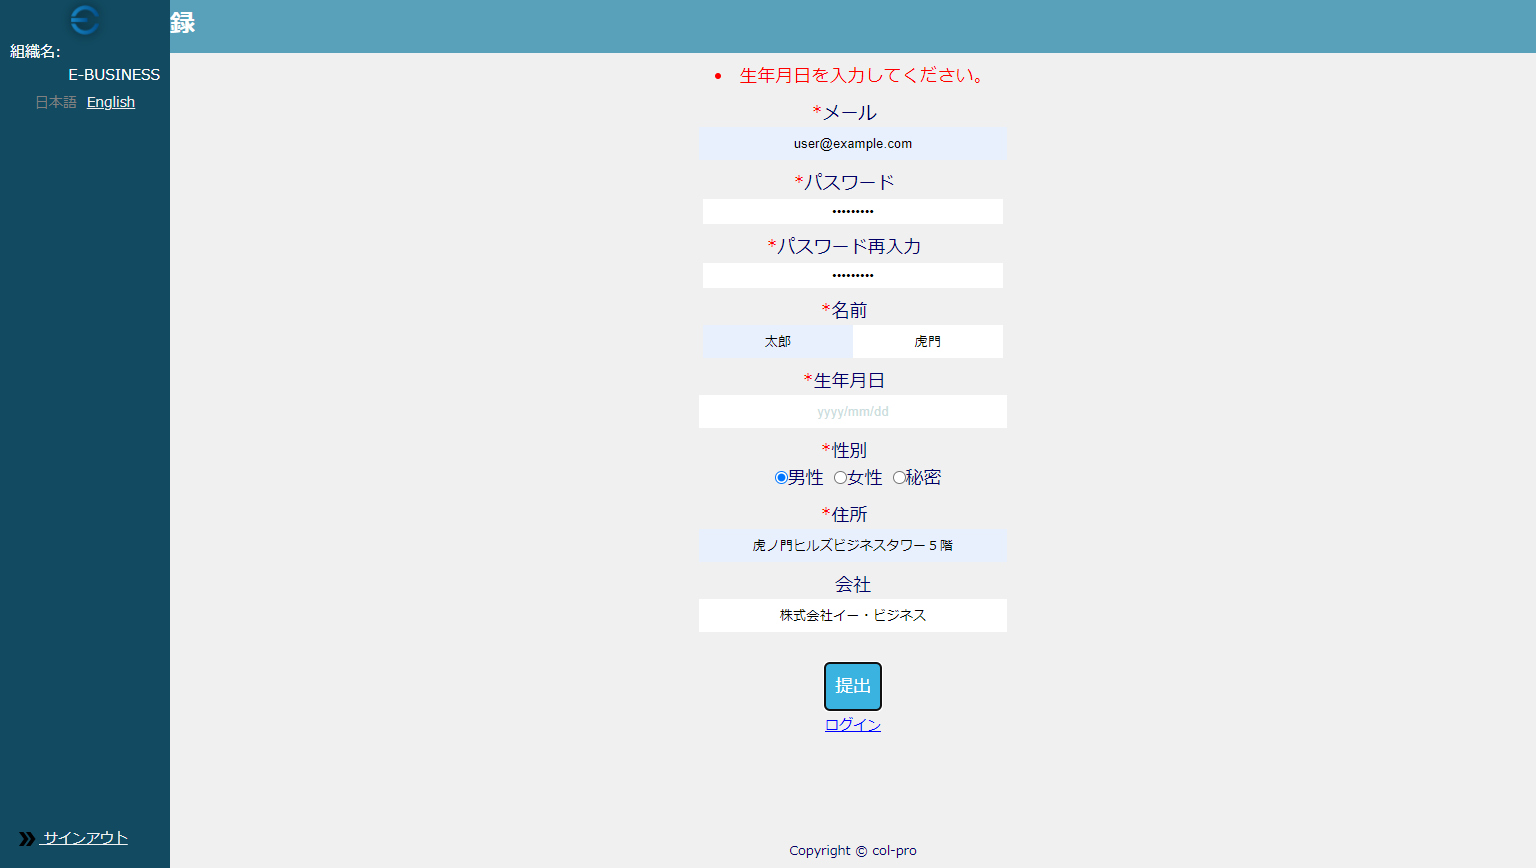 録
組織名:
E-BUSINESS
日本語 English
• 生年月日を入力してください。
*メール
user@example.com
*パスワード
•••••••••
*パスワード再入力
•••••••••
*名前
太郎 虎門
*生年月日
yyyy/mm/dd
*性別
男性 女性 秘密
*住所
虎ノ門ヒルズビジネスタワー５階
会社
株式会社イー・ビジネス
提出
ログイン
サインアウト
Copyright © col-pro